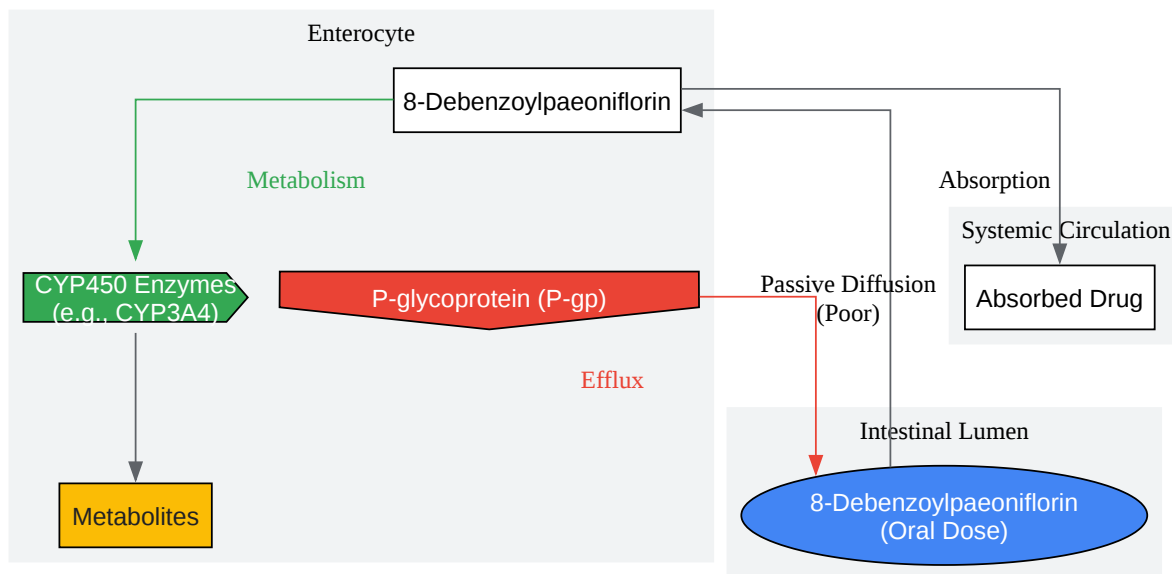 Enterocyte
8-Debenzoylpaeoniflorin
Metabolism
Absorption
Systemic Circulation
CYP450 Enzymes
(e.g., CYP3A4)
P-glycoprotein (P-gp)
Passive Diffusion
(Poor)
Absorbed Drug
Efflux
Intestinal Lumen
Metabolites
8-Debenzoylpaeoniflorin
(Oral Dose)